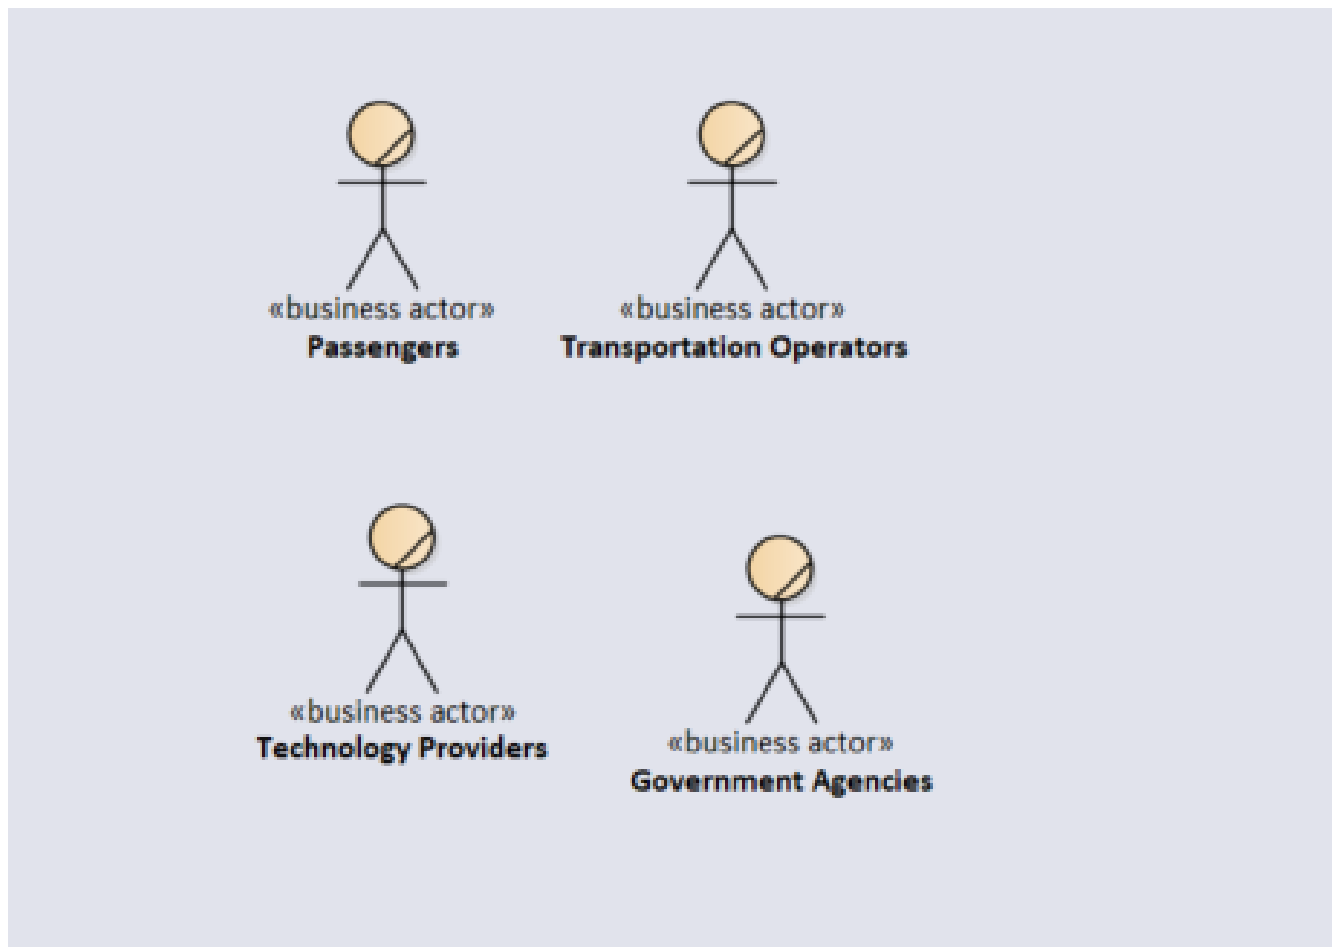 «business actor»
Passengers
«business actor»
Transportation Operators
«business actor»
Technology Providers
«business actor»
Government Agencies